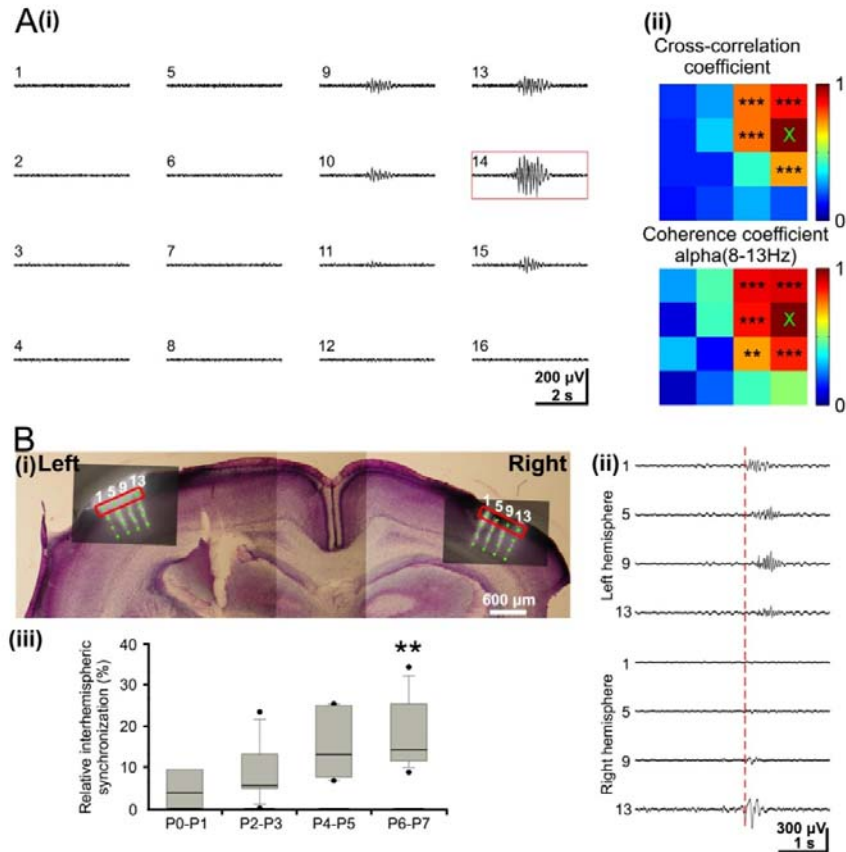 A(i)
1 5 9 13
2 6 10 14
3 7 11 15
4 8 12 16
200 µV
2 s
(ii)
Cross-correlation
coefficient
*** *** 1
*** X
***
0
Coherence coefficient
alpha(8-13Hz)
*** *** 1
*** X
** ***
0
B
(i) Left Right
1 5 9 13
1 5 9 13
600 µm
(ii)
Left hemisphere
1
5
9
13
Right hemisphere
1
5
9
13
300 µV
1 s
(iii)
Relative interhemispheric
synchronization (%)
40
30
20
10
0
**
P0-P1 P2-P3 P4-P5 P6-P7